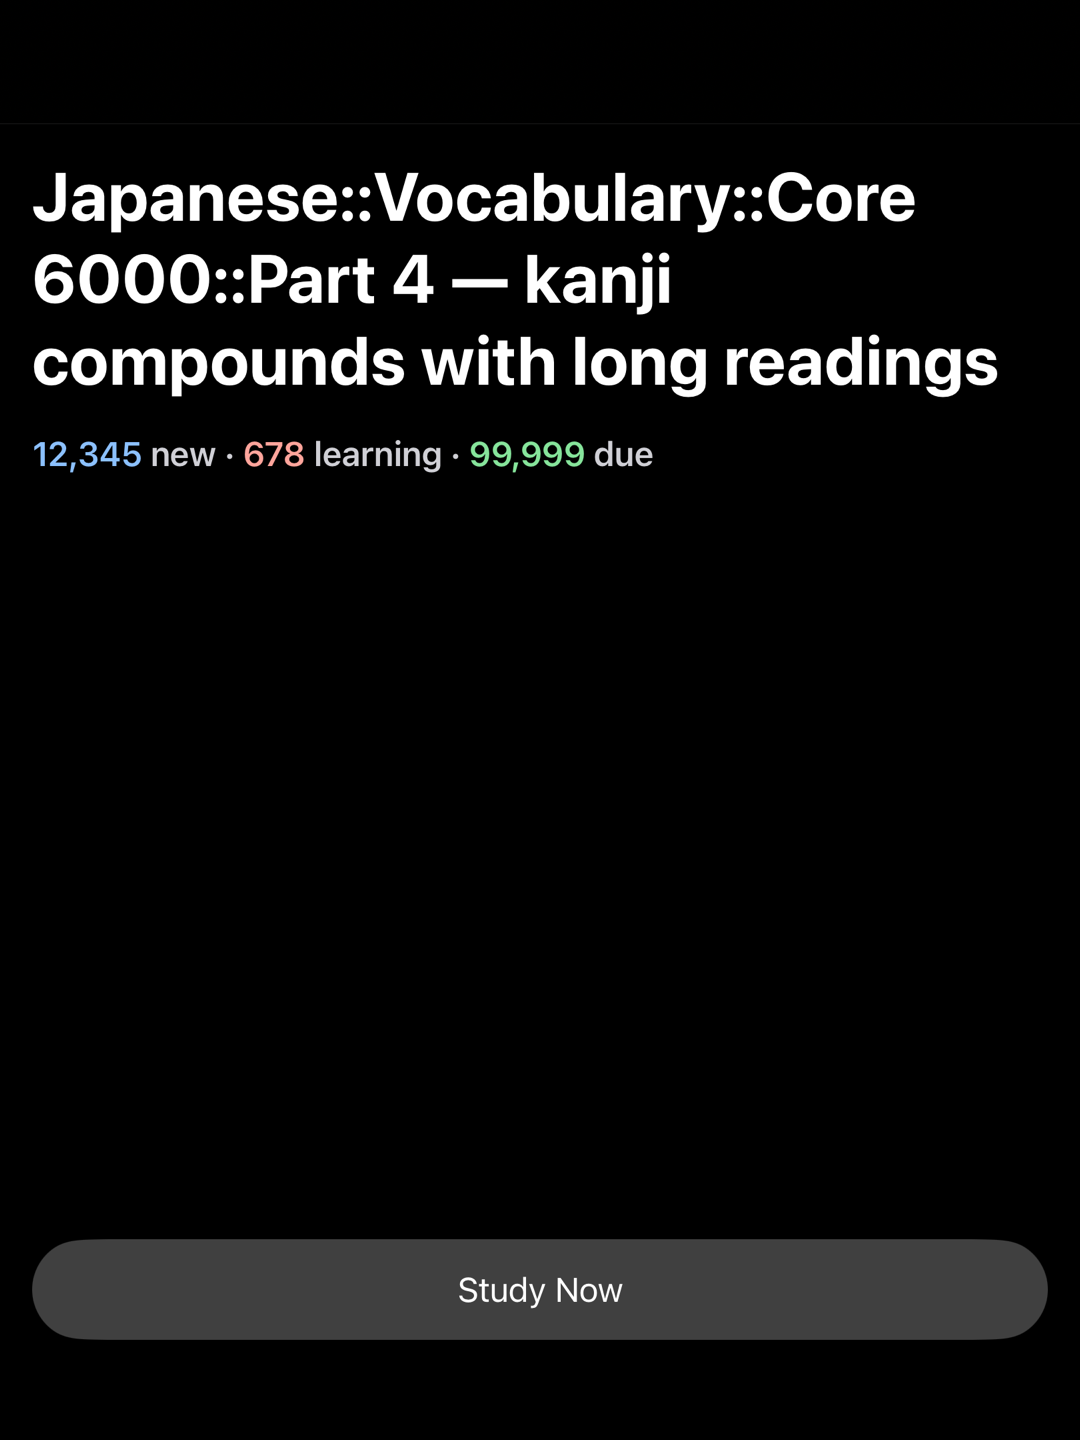 Japanese::Vocabulary::Core
6000::Part 4 — kanji
compounds with long readings
12,345 new · 678 learning · 99,999 due
Study Now